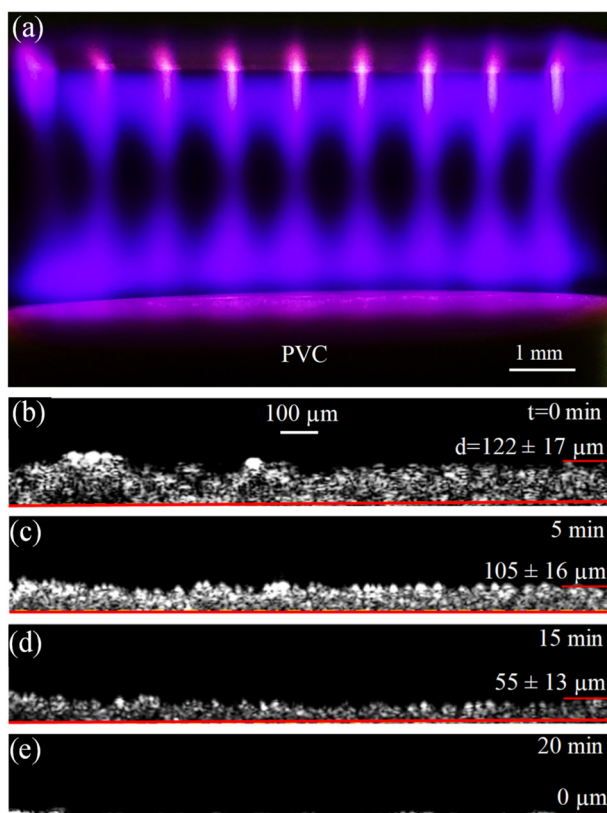 (a)
PVC
1 mm
(b)
100 μm
t=0 min
d=122 ± 17 μm
(c)
5 min
105 ± 16 μm
(d)
15 min
55 ± 13 μm
(e)
20 min
0 μm